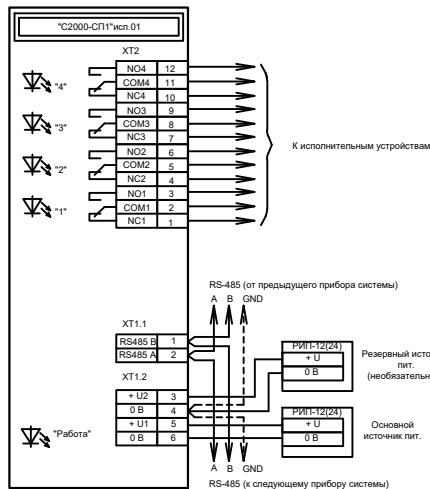 "С2000-СП1"исп.01
XT2
NO4 12
"4" COM4 11
NC4 10
NO3 9
"3" COM3 8
NC3 7
К исполнительным устройствам
NO2 6
"2" COM2 5
NC2 4
NO1 3
"1" COM1 2
NC1 1
RS-485 (от предыдущего прибора системы)
A B GND
XT1.1
RS485 B 1
RS485 A 2
РИП-12(24)
+ U
0 В
Резервный
пит.
XT1.2
+ U2 3
0 В 4
+ U1 5
0 В 6
"Работа"
РИП-12(24)
+ U
0 В
Основной
источник пит.
A B GND
RS-485 (к следующему прибору системы)